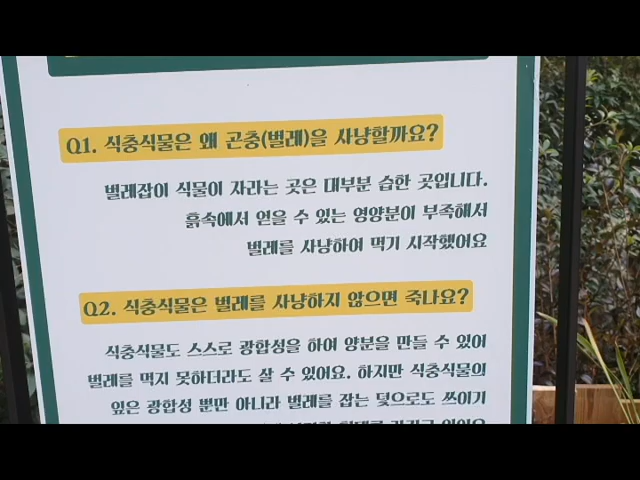 Q1. 식충식물은 왜 곤충(벌레)을 사냥할까요?
벌레잡이 식물이 자라는 곳은 대부분 습한 곳입니다.
흙속에서 얻을 수 있는 영양분이 부족해서
벌레를 사냥하여 먹기 시작했어요
Q2. 식충식물은 벌레를 사냥하지 않으면 죽나요?
식충식물도 스스로 광합성을 하여 양분을 만들 수 있어
벌레를 먹지 못하더라도 살 수 있어요. 하지만 식충식물의
잎은 광합성 뿐만 아니라 벌레를 잡는 덫으로도 쓰이기